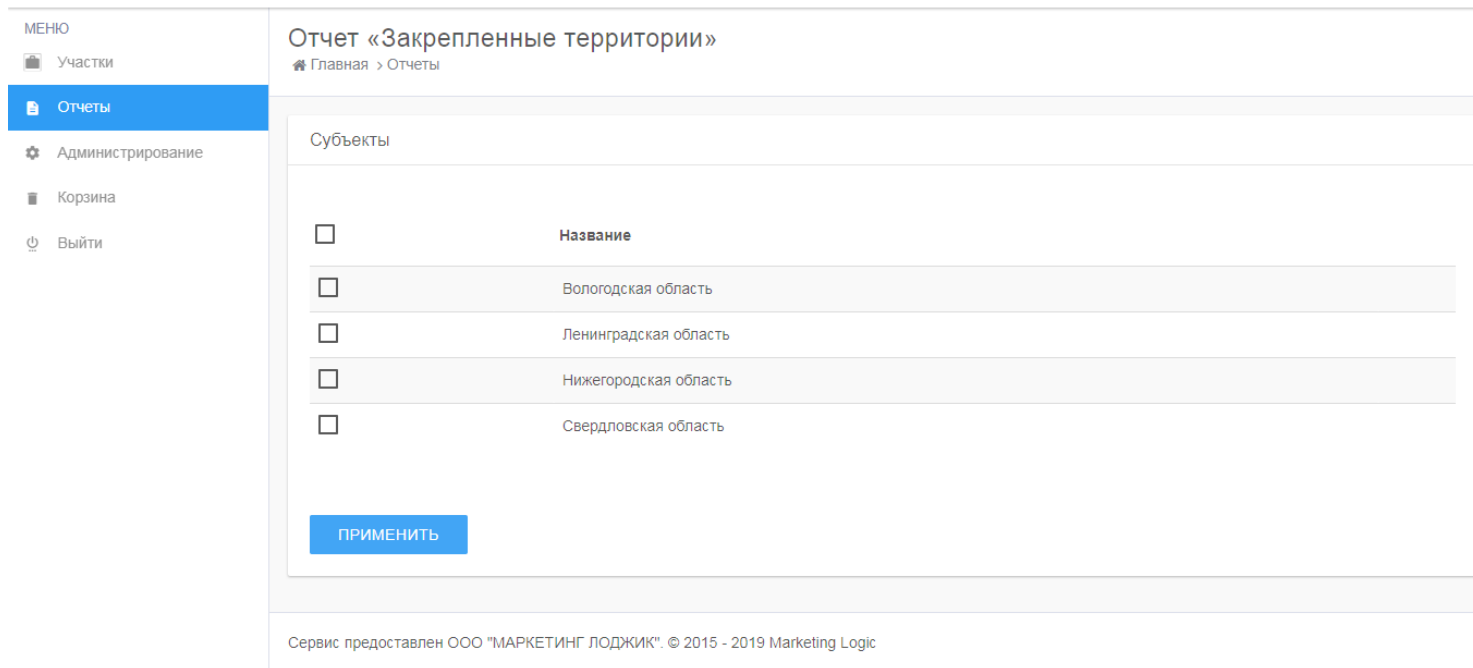 МЕНЮ
Участки
Отчеты
Администрирование
Корзина
Выйти
Отчет «Закрепленные территории»
Главная > Отчеты
Субъекты
Название
Вологодская область
Ленинградская область
Нижегородская область
Свердловская область
ПРИМЕНИТЬ
Сервис предоставлен ООО "МАРКЕТИНГ ЛОДЖИК". © 2015 - 2019 Marketing Logic